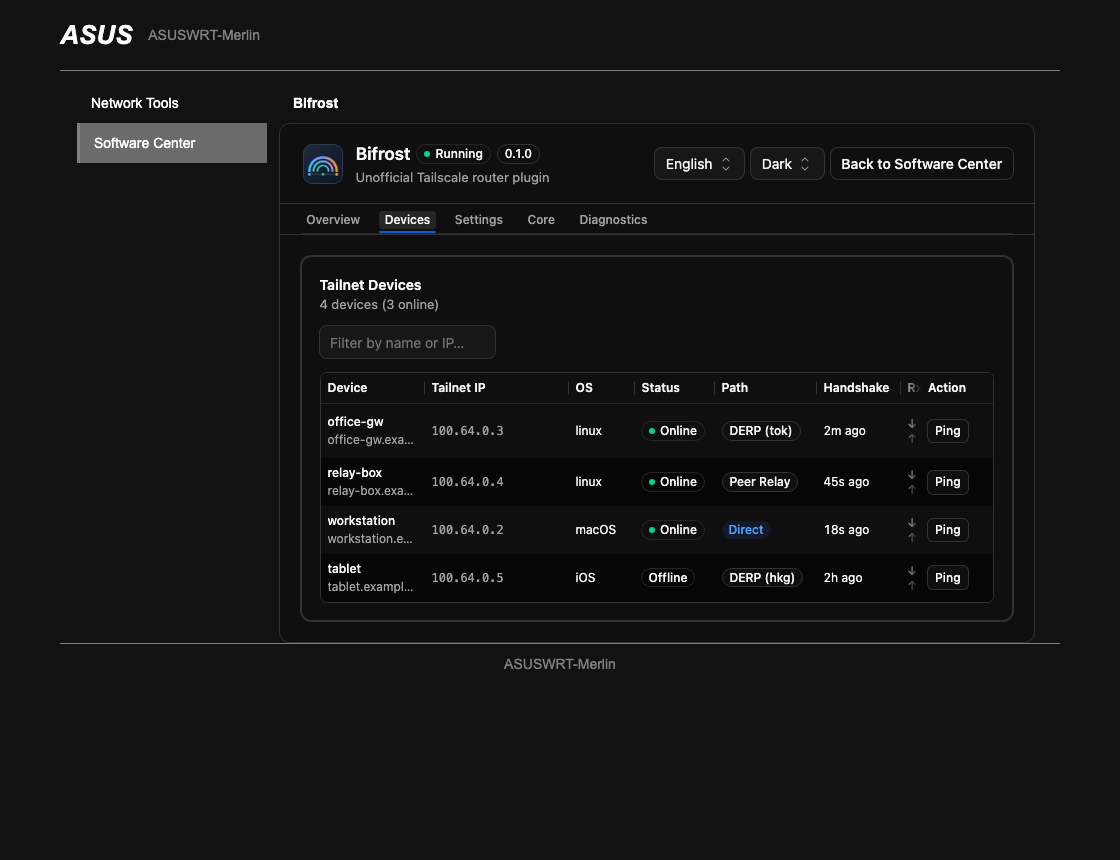 ASUS ASUSWRT-Merlin
Network Tools
Software Center
Bifrost
Bifrost Running 0.1.0
Unofficial Tailscale router plugin
English Dark Back to Software Center
Overview Devices Settings Core Diagnostics
Tailnet Devices
4 devices (3 online)
Filter by name or IP...
Device Tailnet IP OS Status Path Handshake Action
office-gw
office-gw.exa... 100.64.0.3 linux Online DERP (tok) 2m ago Ping
relay-box
relay-box.exa... 100.64.0.4 linux Online Peer Relay 45s ago Ping
workstation
workstation.e... 100.64.0.2 macOS Online Direct 18s ago Ping
tablet
tablet.exampl... 100.64.0.5 iOS Offline DERP (hkg) 2h ago Ping
ASUSWRT-Merlin